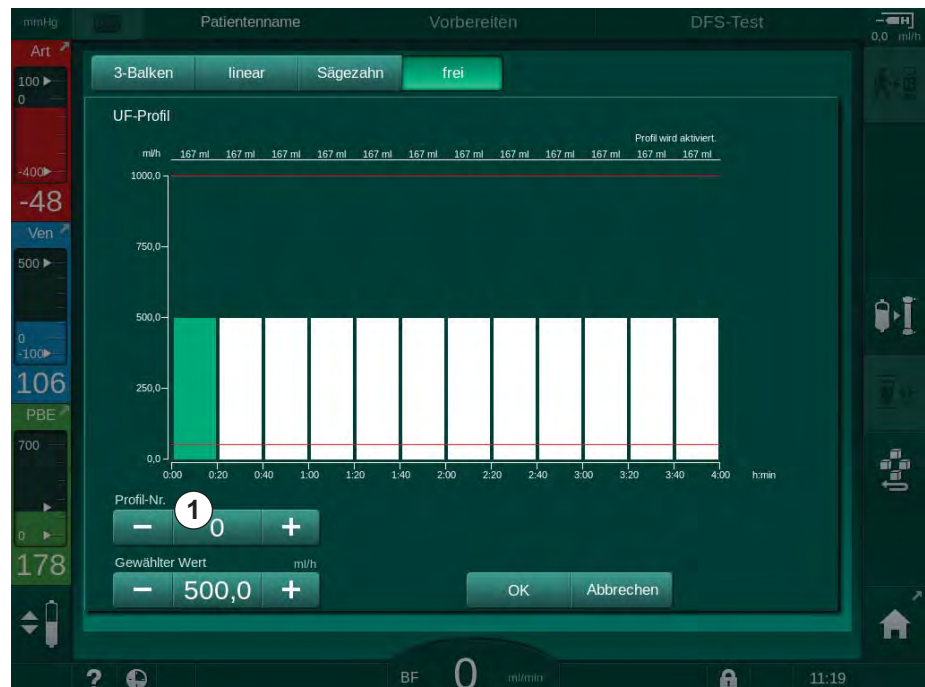 mmHg Patientenname Vorbereiten DFS-Test H
0,0 ml/h
Art
100
0
-400
-48
Ven
500
0
-100
106
PBE
700
0
178
3-Balken linear Sägezahn frei
UF-Profil
Profil wird aktiviert.
ml/h 167 ml 167 ml 167 ml 167 ml 167 ml 167 ml 167 ml 167 ml 167 ml 167 ml 167 ml 167 ml
1000,0
750,0
500,0
250,0
0,0
0:00 0:20 0:40 1:00 1:20 1:40 2:00 2:20 2:40 3:00 3:20 3:40 4:00 h:min
Profil-Nr.
1
− 0 +
Gewählter Wert ml/h
− 500,0 +
OK Abbrechen
? BF 0 ml/min 11:19